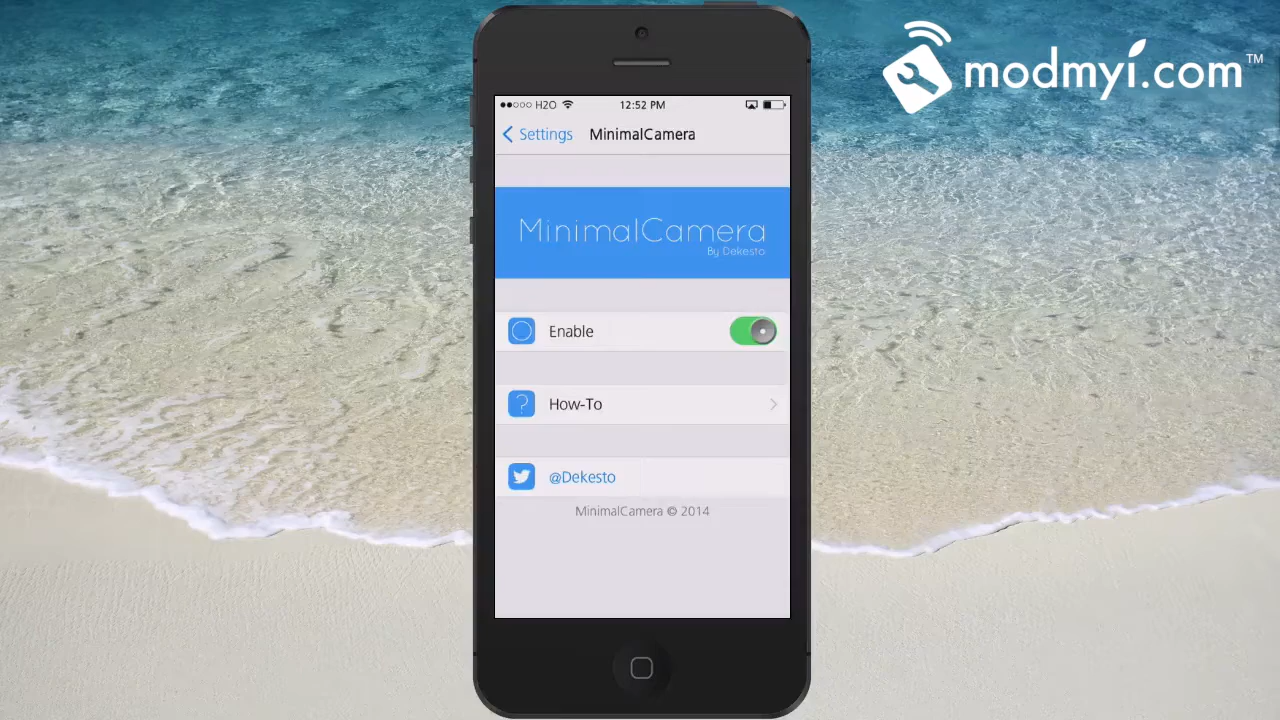 modmyi.com™
H2O 12:52 PM
Settings MinimalCamera
MinimalCamera
By Dekesto
Enable
? How-To
@Dekesto
MinimalCamera © 2014